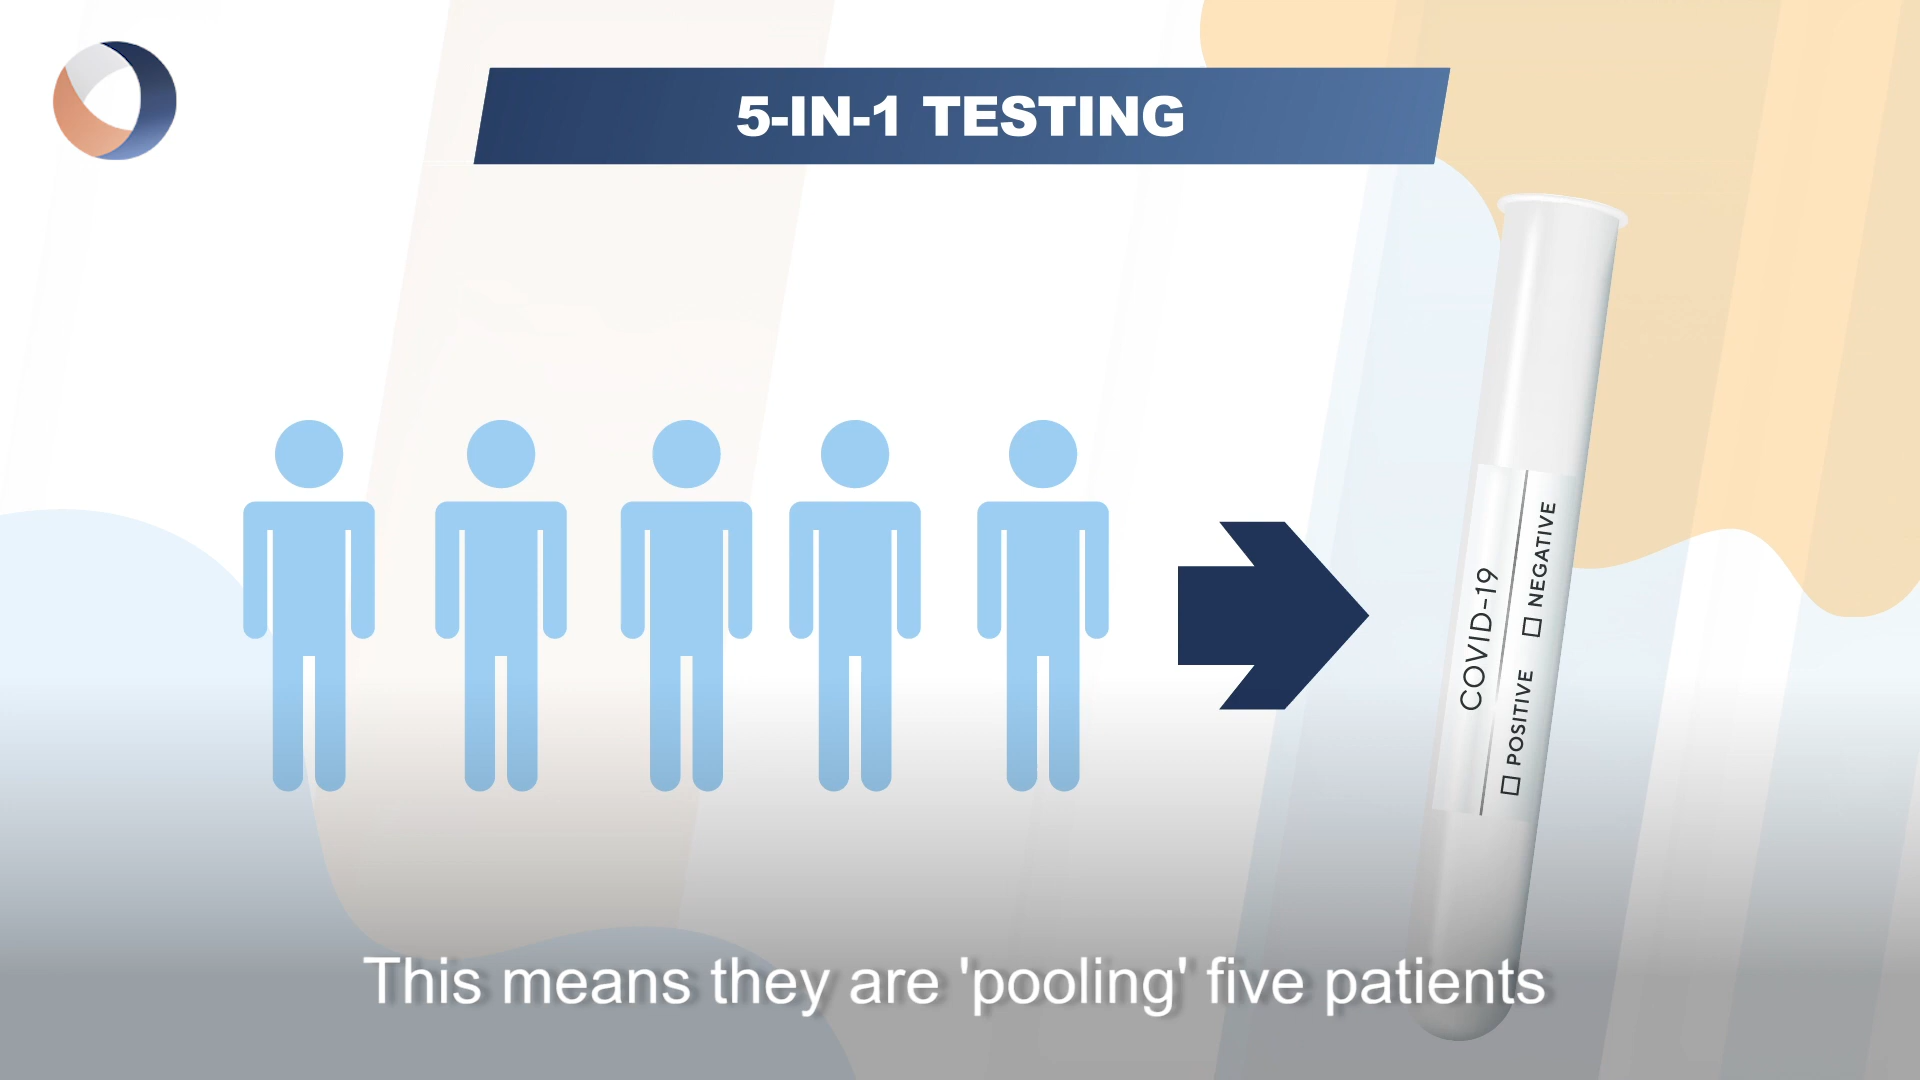 5-IN-1 TESTING
COVID-19
☐ POSITIVE ☐ NEGATIVE
This means they are 'pooling' five patients